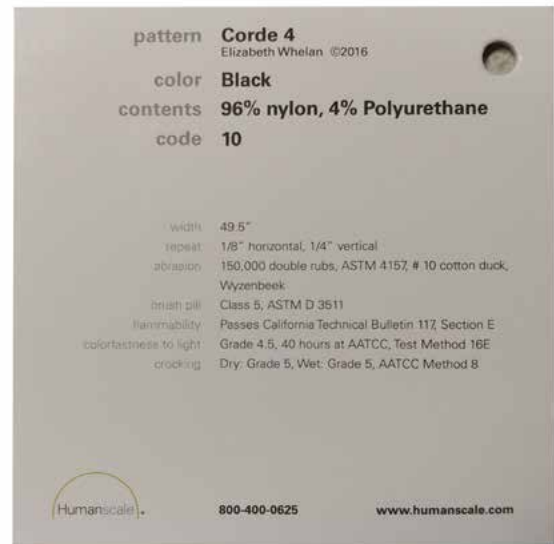 pattern Corde 4
Elizabeth Whelan ©2016
color Black
contents 96% nylon, 4% Polyurethane
code 10
width 49.5"
repeat 1/8" horizontal, 1/4" vertical
abrasion 150,000 double rubs, ASTM 4157, # 10 cotton duck,
Wyzenbeek
brush pill Class 5, ASTM D 3511
flammability Passes California Technical Bulletin 117, Section E
colorfastness to light Grade 4.5, 40 hours at AATCC, Test Method 16E
crocking Dry: Grade 5, Wet: Grade 5, AATCC Method 8
Humanscale 800-400-0625 www.humanscale.com